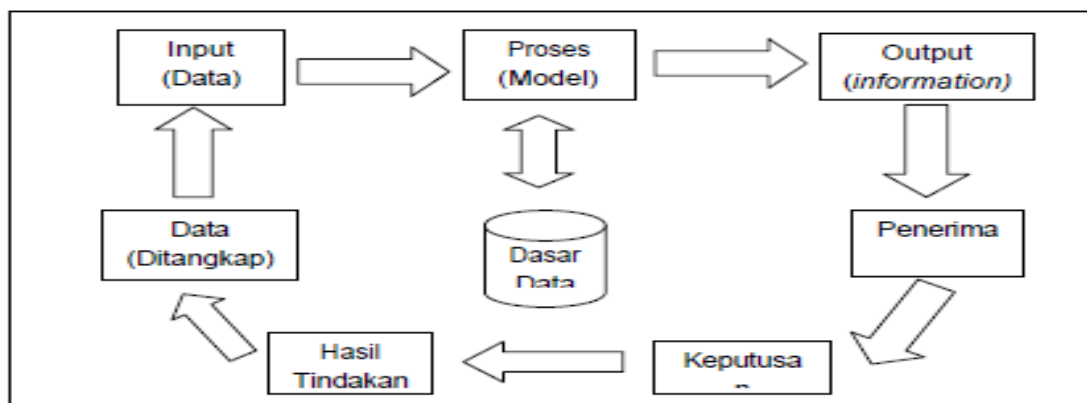 Input
(Data)
Proses
(Model)
Output
(information)
Data
(Ditangkap)
Dasar
Data
Penerima
Hasil
Tindakan
Keputusa
n